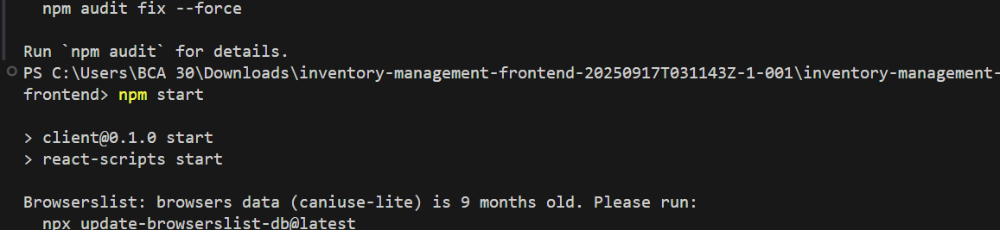 npm audit fix --force
Run `npm audit` for details.
PS C:\Users\BCA 30\Downloads\inventory-management-frontend-20250917T031143Z-1-001\inventory-management-
frontend> npm start
> client@0.1.0 start
> react-scripts start
Browserslist: browsers data (caniuse-lite) is 9 months old. Please run:
npx update-browserslist-db@latest